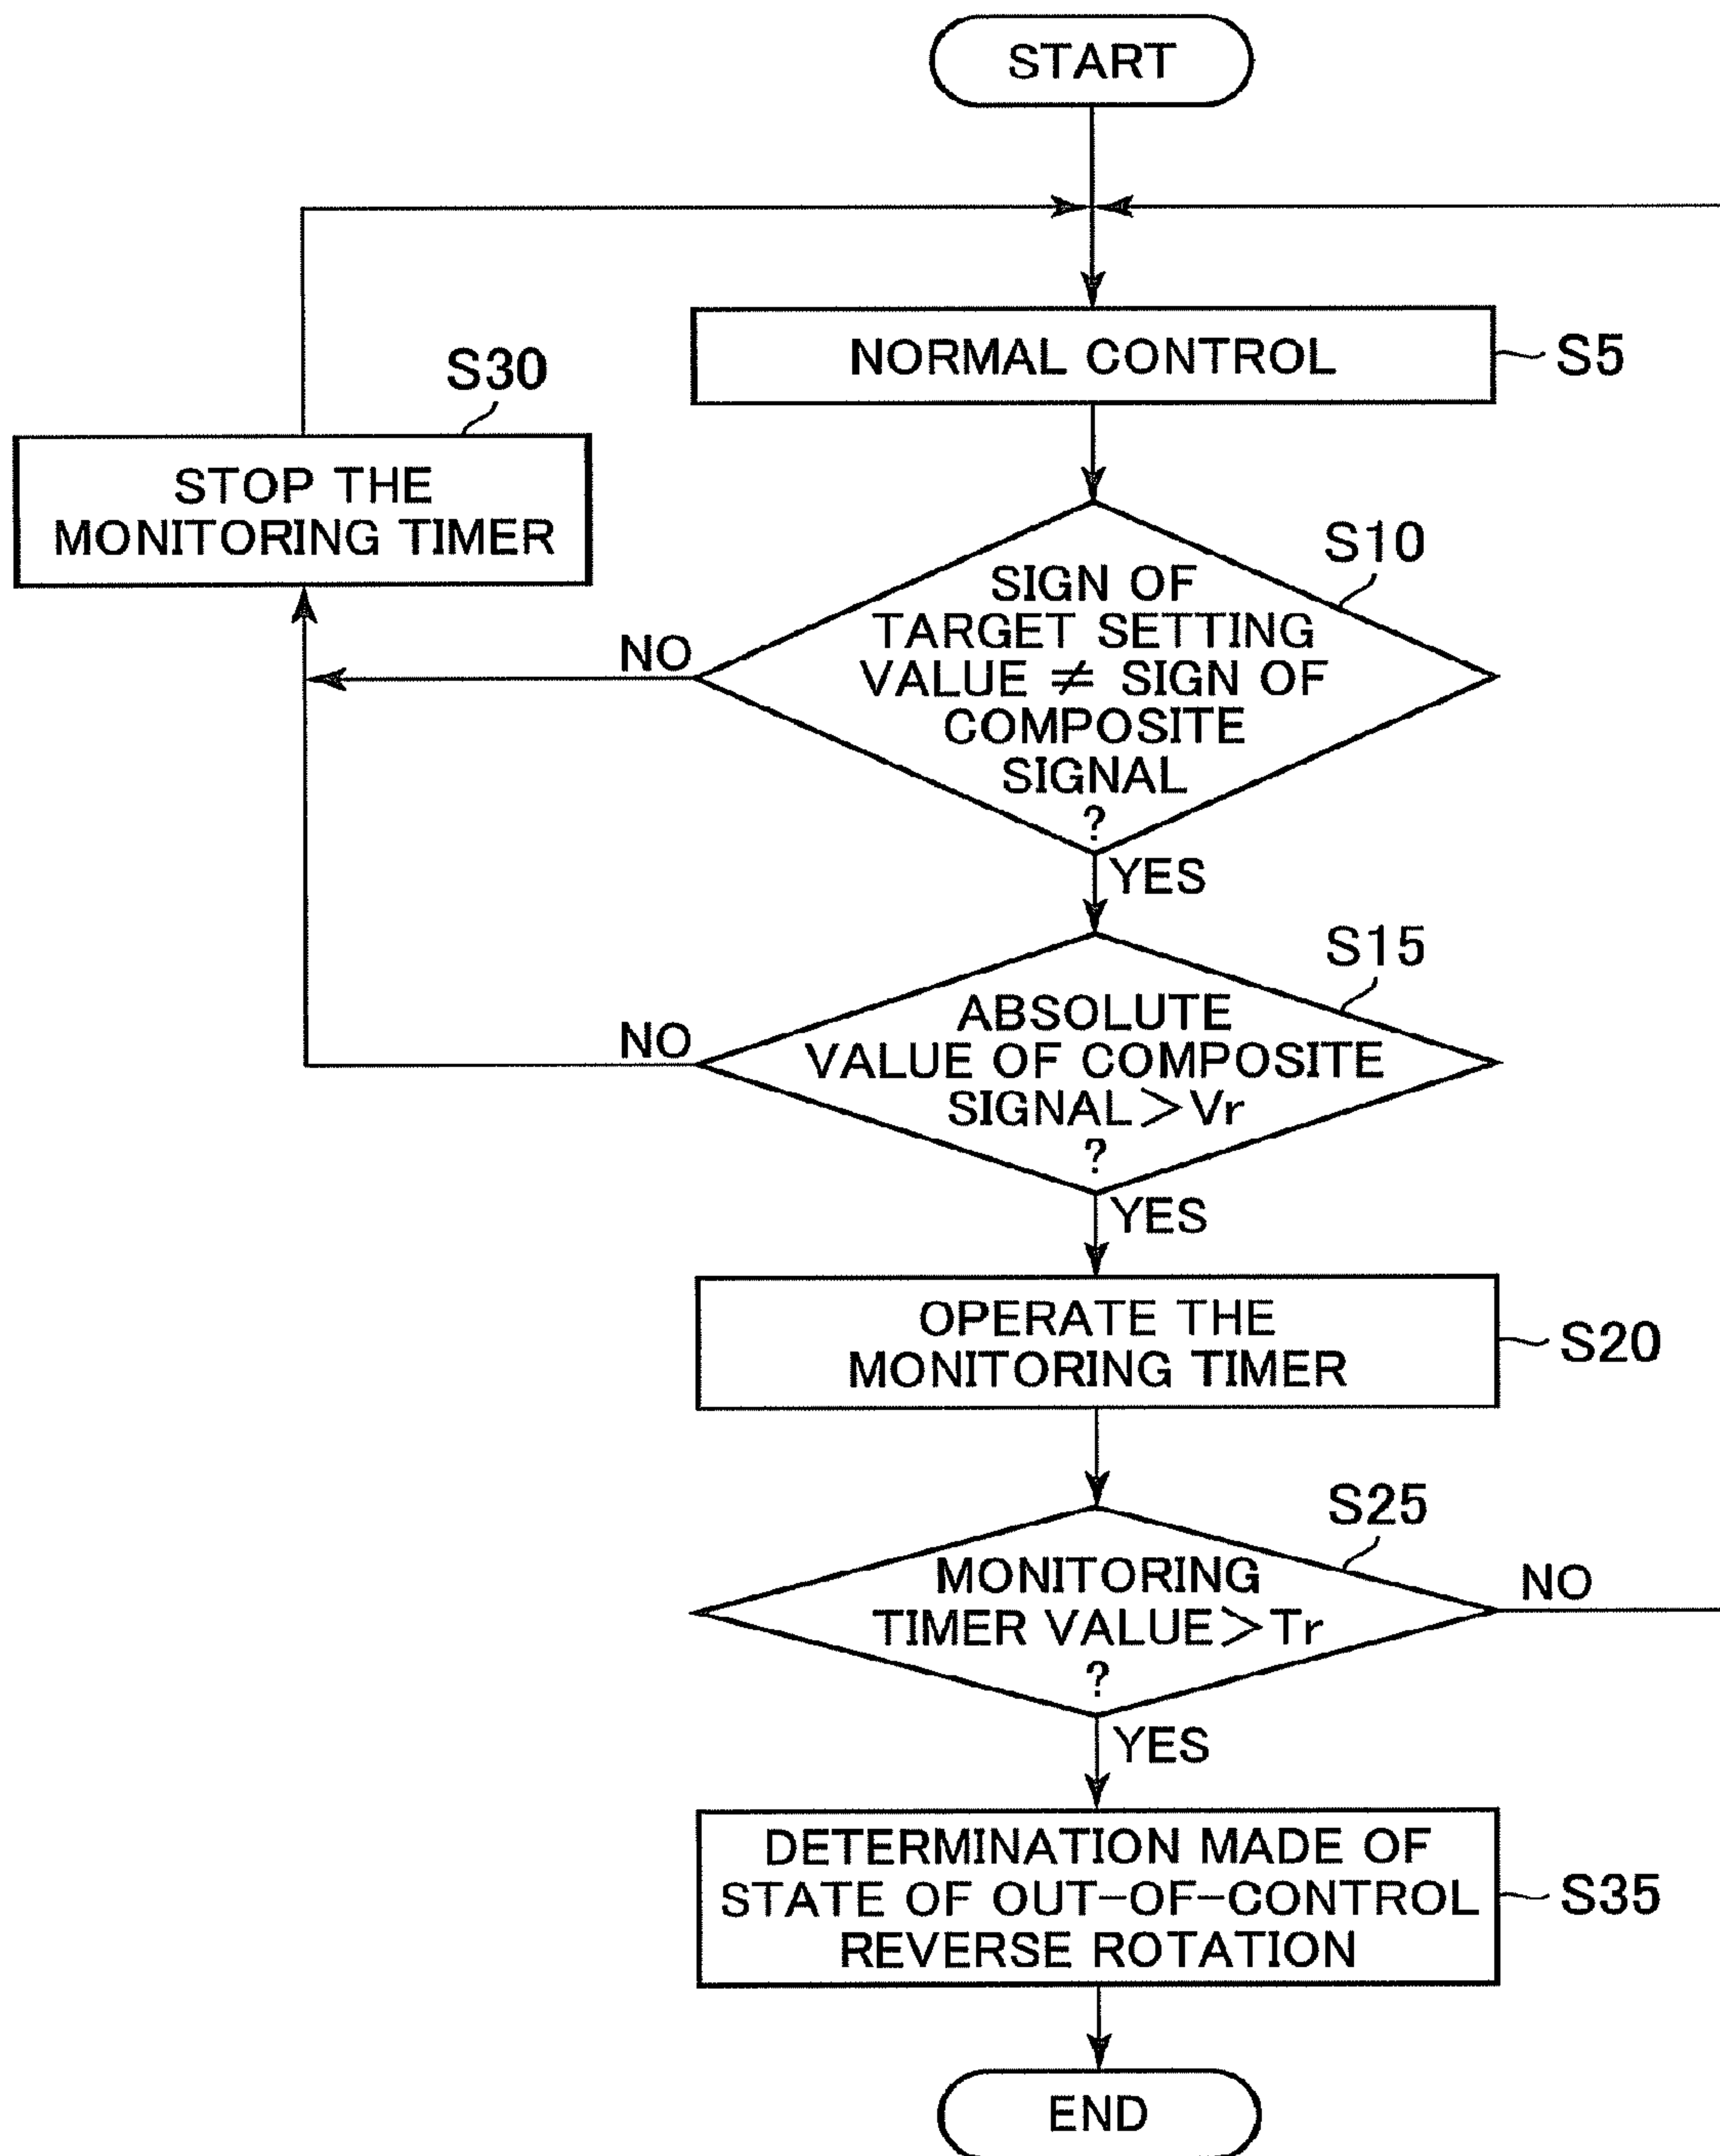 START
NORMAL CONTROL
S5
S30
STOP THE
MONITORING TIMER
S10
SIGN OF
TARGET SETTING
VALUE ≠ SIGN OF
COMPOSITE
SIGNAL
?
NO
YES
S15
ABSOLUTE
VALUE OF COMPOSITE
SIGNAL>Vr
?
NO
YES
OPERATE THE
MONITORING TIMER
S20
S25
MONITORING
TIMER VALUE>Tr
?
NO
YES
DETERMINATION MADE OF
STATE OF OUT-OF-CONTROL
REVERSE ROTATION
S35
END